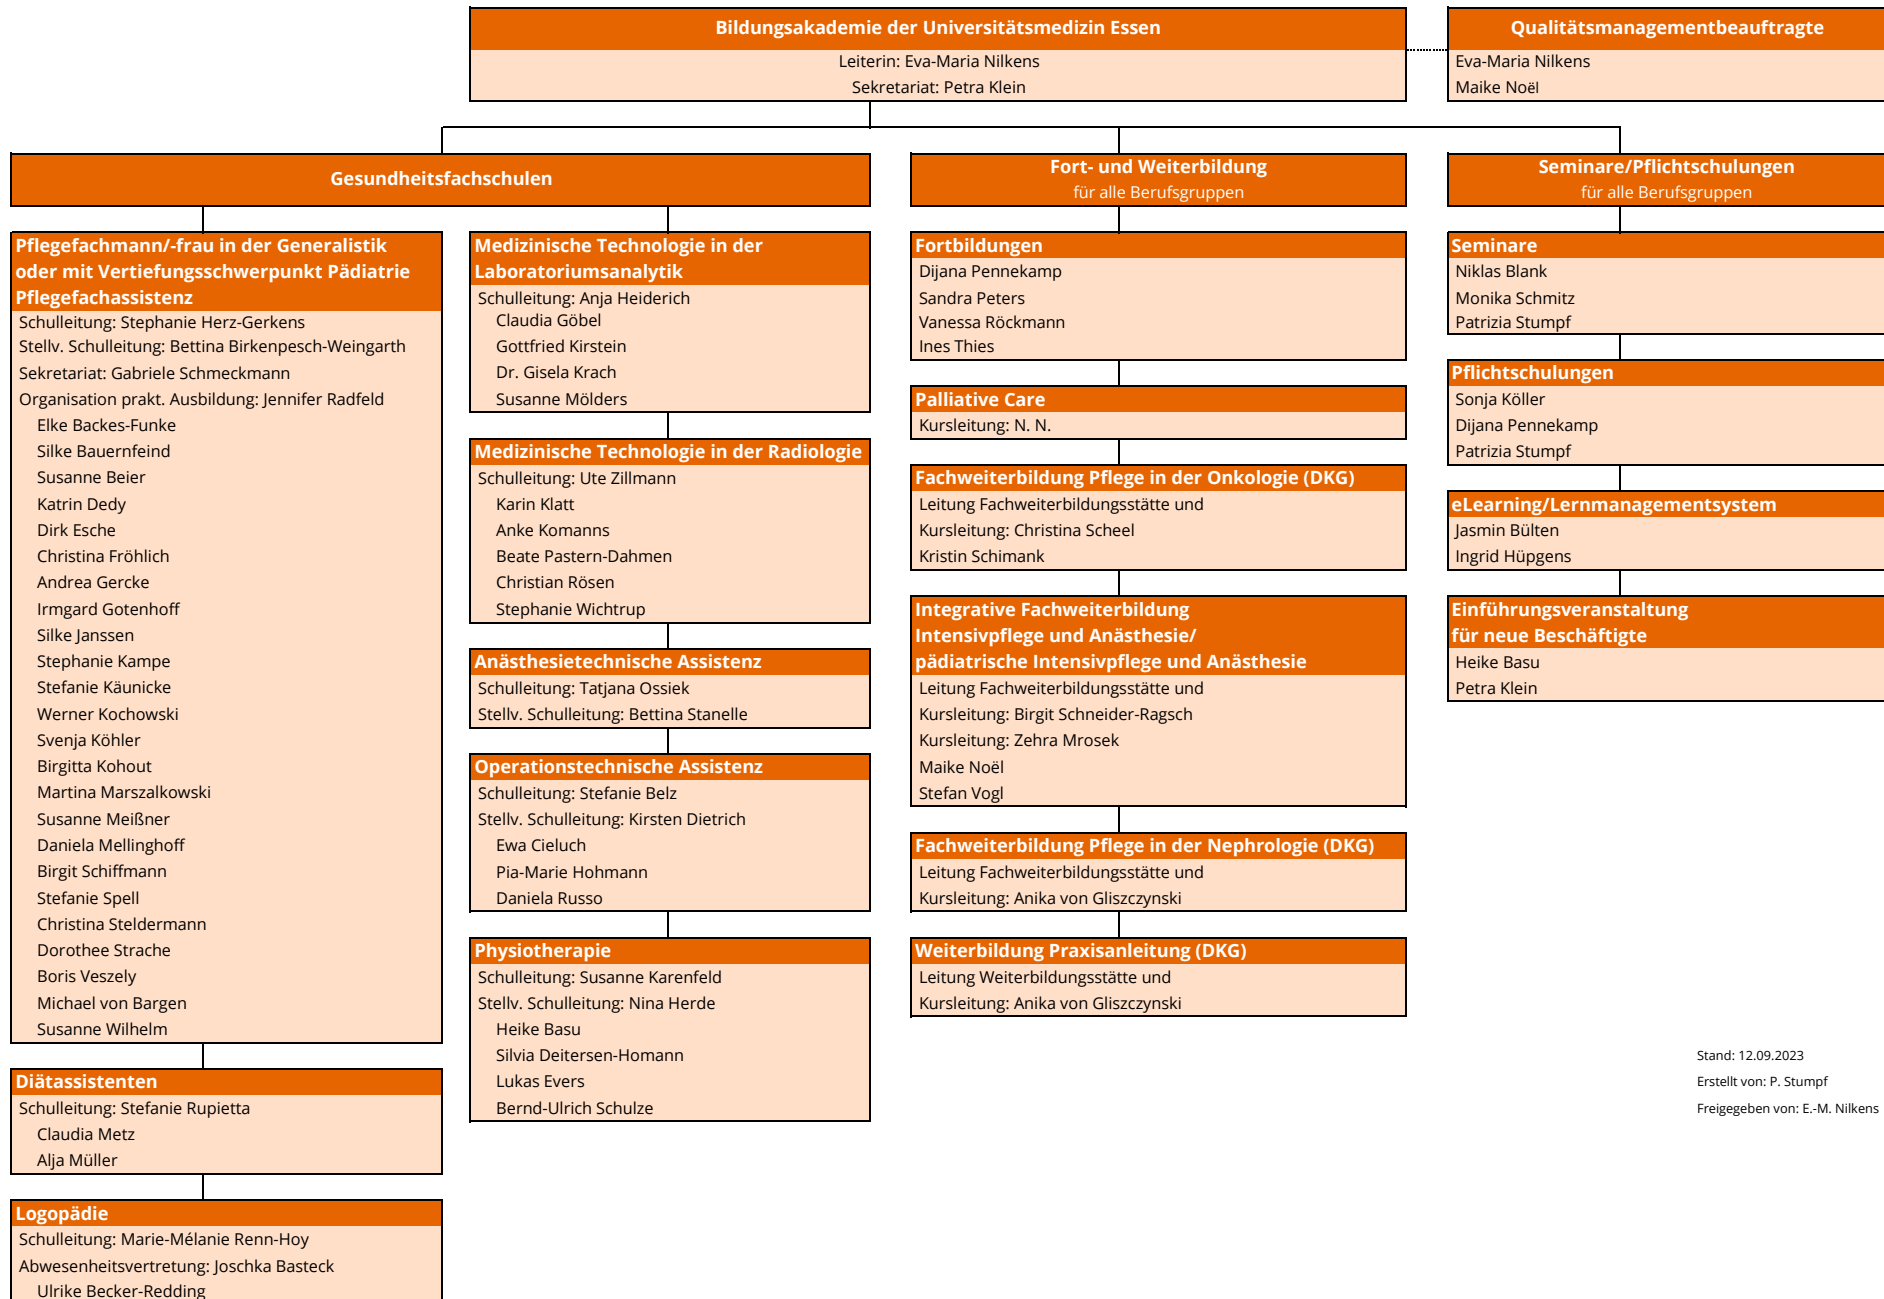 Bildungsakademie der Universitätsmedizin Essen
Leiterin: Eva-Maria Nilkens
Sekretariat: Petra Klein
Qualitätsmanagementbeauftragte
Eva-Maria Nilkens
Maike Noël
Gesundheitsfachschulen
Pflegefachmann/-frau in der Generalistik
oder mit Vertiefungsschwerpunkt Pädiatrie
Pflegefachassistenz
Schulleitung: Stephanie Herz-Gerkens
Stellv. Schulleitung: Bettina Birkenpesch-Weingarth
Sekretariat: Gabriele Schmeckmann
Organisation prakt. Ausbildung: Jennifer Radfeld
Elke Backes-Funke
Silke Bauernfeind
Susanne Beier
Katrin Dedy
Dirk Esche
Christina Fröhlich
Andrea Gercke
Irmgard Gotenhoff
Silke Janssen
Stephanie Kampe
Stefanie Käunicke
Werner Kochowski
Svenja Köhler
Birgitta Kohout
Martina Marszalkowski
Susanne Meißner
Daniela Mellinghoff
Birgit Schiffmann
Stefanie Spell
Christina Steldermann
Dorothee Strache
Boris Veszely
Michael von Bargen
Susanne Wilhelm
Diätassistenten
Schulleitung: Stefanie Rupietta
Claudia Metz
Alja Müller
Logopädie
Schulleitung: Marie-Mélanie Renn-Hoy
Abwesenheitsvertretung: Joschka Basteck
Ulrike Becker-Redding
Medizinische Technologie in der
Laboratoriumsanalytik
Schulleitung: Anja Heiderich
Claudia Göbel
Gottfried Kirstein
Dr. Gisela Krach
Susanne Mölders
Medizinische Technologie in der Radiologie
Schulleitung: Ute Zillmann
Karin Klatt
Anke Komanns
Beate Pastern-Dahmen
Christian Rösen
Stephanie Wichtrup
Anästhesietechnische Assistenz
Schulleitung: Tatjana Ossiek
Stellv. Schulleitung: Bettina Stanelle
Operationstechnische Assistenz
Schulleitung: Stefanie Belz
Stellv. Schulleitung: Kirsten Dietrich
Ewa Cieluch
Pia-Marie Hohmann
Daniela Russo
Physiotherapie
Schulleitung: Susanne Karenfeld
Stellv. Schulleitung: Nina Herde
Heike Basu
Silvia Deitersen-Homann
Lukas Evers
Bernd-Ulrich Schulze
Fort- und Weiterbildung
für alle Berufsgruppen
Fortbildungen
Dijana Pennekamp
Sandra Peters
Vanessa Röckmann
Ines Thies
Palliative Care
Kursleitung: N. N.
Fachweiterbildung Pflege in der Onkologie (DKG)
Leitung Fachweiterbildungsstätte und
Kursleitung: Christina Scheel
Kristin Schimank
Integrative Fachweiterbildung
Intensivpflege und Anästhesie/
pädiatrische Intensivpflege und Anästhesie
Leitung Fachweiterbildungsstätte und
Kursleitung: Birgit Schneider-Ragsch
Kursleitung: Zehra Mrosek
Maike Noël
Stefan Vogl
Fachweiterbildung Pflege in der Nephrologie (DKG)
Leitung Fachweiterbildungsstätte und
Kursleitung: Anika von Gliszczynski
Weiterbildung Praxisanleitung (DKG)
Leitung Weiterbildungsstätte und
Kursleitung: Anika von Gliszczynski
Seminare/Pflichtschulungen
für alle Berufsgruppen
Seminare
Niklas Blank
Monika Schmitz
Patrizia Stumpf
Pflichtschulungen
Sonja Köller
Dijana Pennekamp
Patrizia Stumpf
eLearning/Lernmanagementsystem
Jasmin Bülten
Ingrid Hüpgens
Einführungsveranstaltung
für neue Beschäftigte
Heike Basu
Petra Klein
Stand: 12.09.2023
Erstellt von: P. Stumpf
Freigegeben von: E.-M. Nilkens